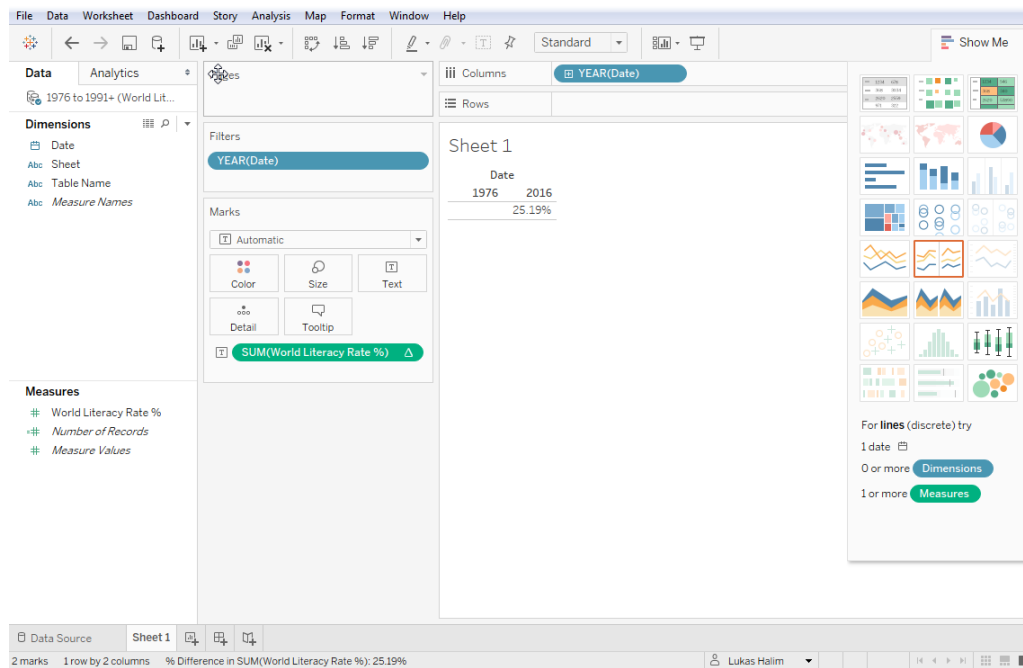 File Data Worksheet Dashboard Story Analysis Map Format Window Help
Standard
Show Me
Data Analytics
1976 to 1991+ (World Lit...
Dimensions
Date
Abc Sheet
Abc Table Name
Abc Measure Names
Measures
# World Literacy Rate %
# Number of Records
# Measure Values
Filters
YEAR(Date)
Marks
T Automatic
Color Size Text
Detail Tooltip
T SUM(World Literacy Rate %) Δ
iii Columns
YEAR(Date)
Rows
Sheet 1
Date
1976 2016
25.19%
For lines (discrete) try
1 date
0 or more Dimensions
1 or more Measures
Data Source Sheet 1
2 marks 1 row by 2 columns % Difference in SUM(World Literacy Rate %): 25.19%
Lukas Halim